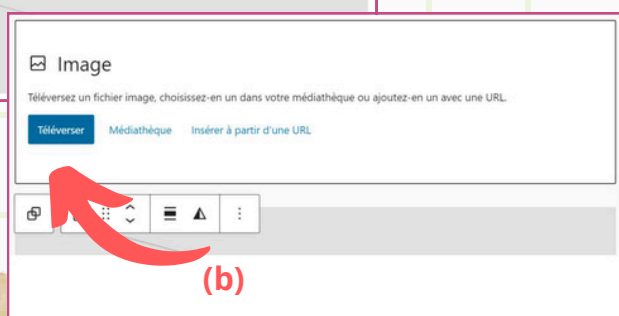 Image
Téléversez un fichier image, choisissez-en un dans votre médiathèque ou ajoutez-en un avec une URL.
Téléverser Médiathèque Insérer à partir d'une URL
(b)